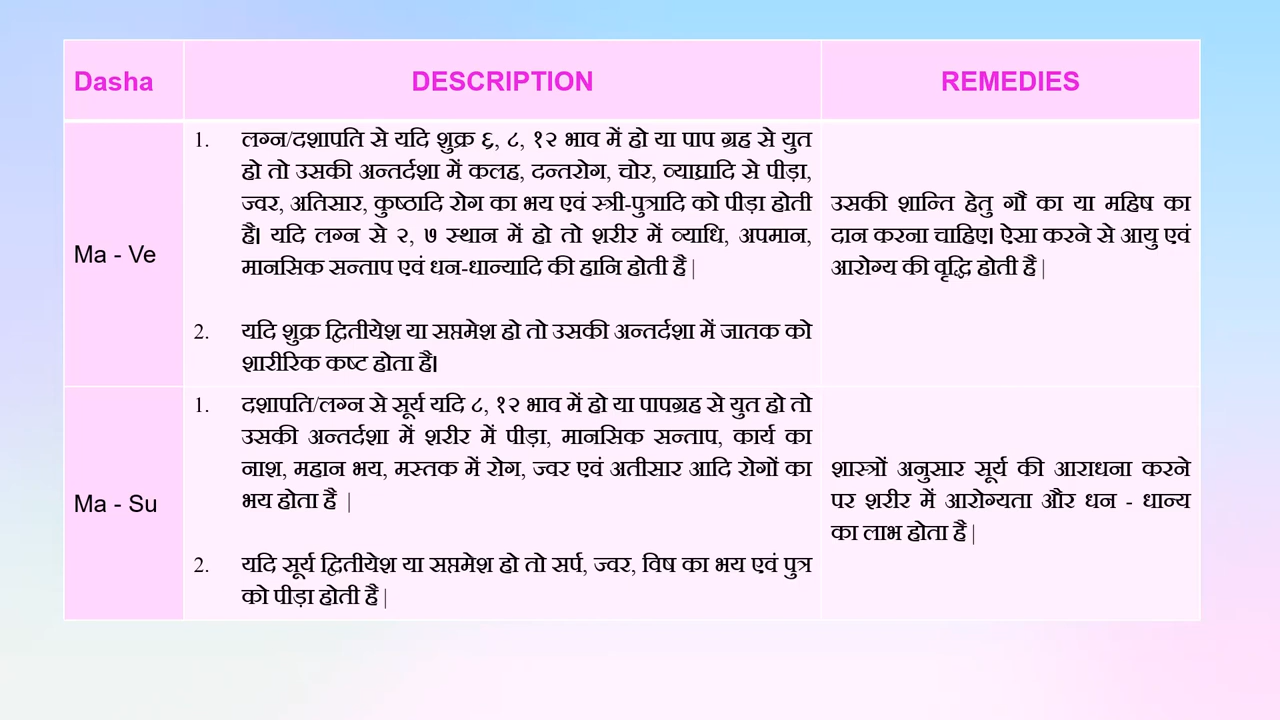 Dasha DESCRIPTION REMEDIES
Ma - Ve
1. लग्न/दशापति से यदि शुक्र ६, ८, १२ भाव में हो या पाप ग्रह से युत
हो तो उसकी अन्तर्दशा में कलह, दन्तरोग, चोर, व्याघ्रादि से पीड़ा,
ज्वर, अतिसार, कुष्ठादि रोग का भय एवं स्त्री-पुत्रादि को पीड़ा होती
है। यदि लग्न से २, ७ स्थान में हो तो शरीर में व्याधि, अपमान,
मानसिक सन्ताप एवं धन-धान्यादि की हानि होती है |
2. यदि शुक्र द्वितीयेश या सप्तमेश हो तो उसकी अन्तर्दशा में जातक को
शारीरिक कष्ट होता है।
उसकी शान्ति हेतु गौ का या महिष का
दान करना चाहिए। ऐसा करने से आयु एवं
आरोग्य की वृद्धि होती है |
Ma - Su
1. दशापति/लग्न से सूर्य यदि ८, १२ भाव में हो या पापग्रह से युत हो तो
उसकी अन्तर्दशा में शरीर में पीड़ा, मानसिक सन्ताप, कार्य का
नाश, महान भय, मस्तक में रोग, ज्वर एवं अतीसार आदि रोगों का
भय होता है |
2. यदि सूर्य द्वितीयेश या सप्तमेश हो तो सर्प, ज्वर, विष का भय एवं पुत्र
को पीड़ा होती है |
शास्त्रों अनुसार सूर्य की आराधना करने
पर शरीर में आरोग्यता और धन - धान्य
का लाभ होता है |